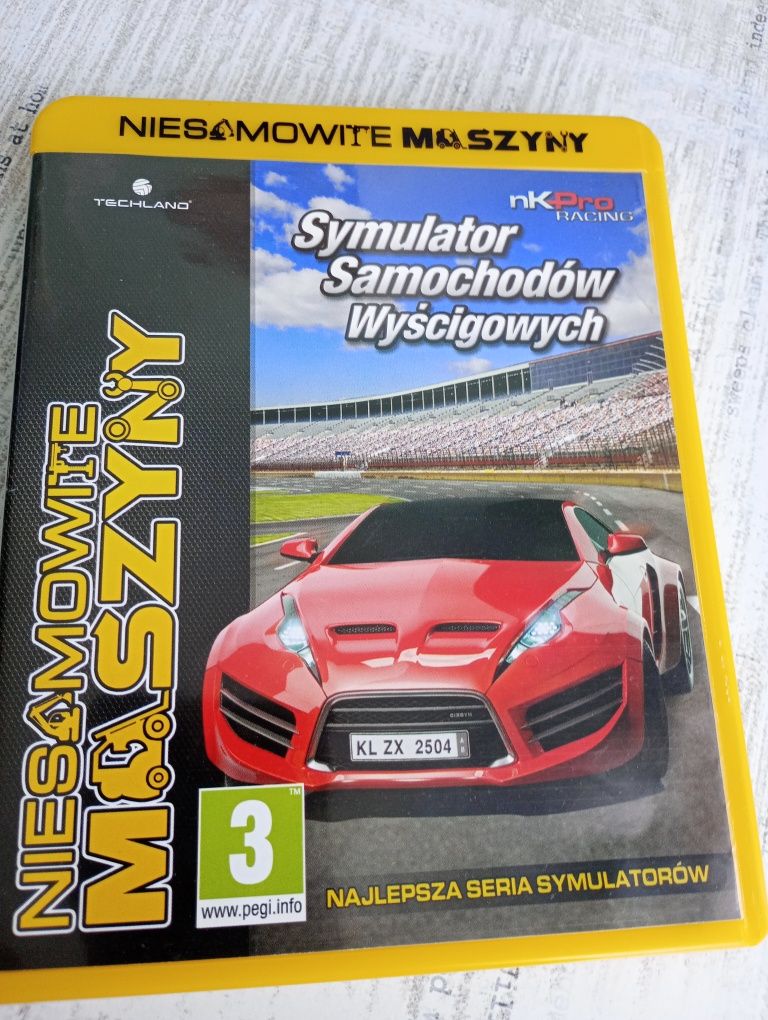 NIESAMOWITE MASZYNY
TECHLAND®
nKPro
RACING
Symulator
Samochodów
Wyścigowych
NIESAMOWITE
MASZYNY
KL ZX 2504
3
TM
www.pegi.info
NAJLEPSZA SERIA SYMULATORÓW